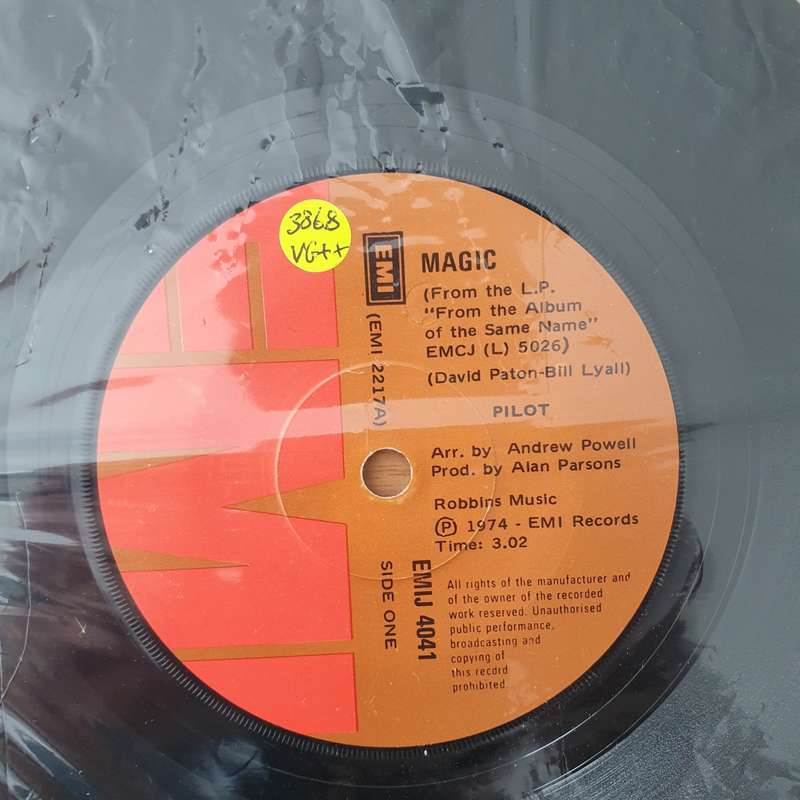 3868
VG++
EMI
EMI
(EMI 2217A)
MAGIC
(From the L.P.
"From the Album
of the Same Name"
EMCJ (L) 5026)
(David Paton-Bill Lyall)
PILOT
Arr. by Andrew Powell
Prod. by Alan Parsons
Robbins Music
Ⓟ 1974 - EMI Records
Time: 3.02
EMIJ 4041
SIDE ONE
All rights of the manufacturer and
of the owner of the recorded
work reserved. Unauthorised
public performance,
broadcasting and
copying of
this record
prohibited.